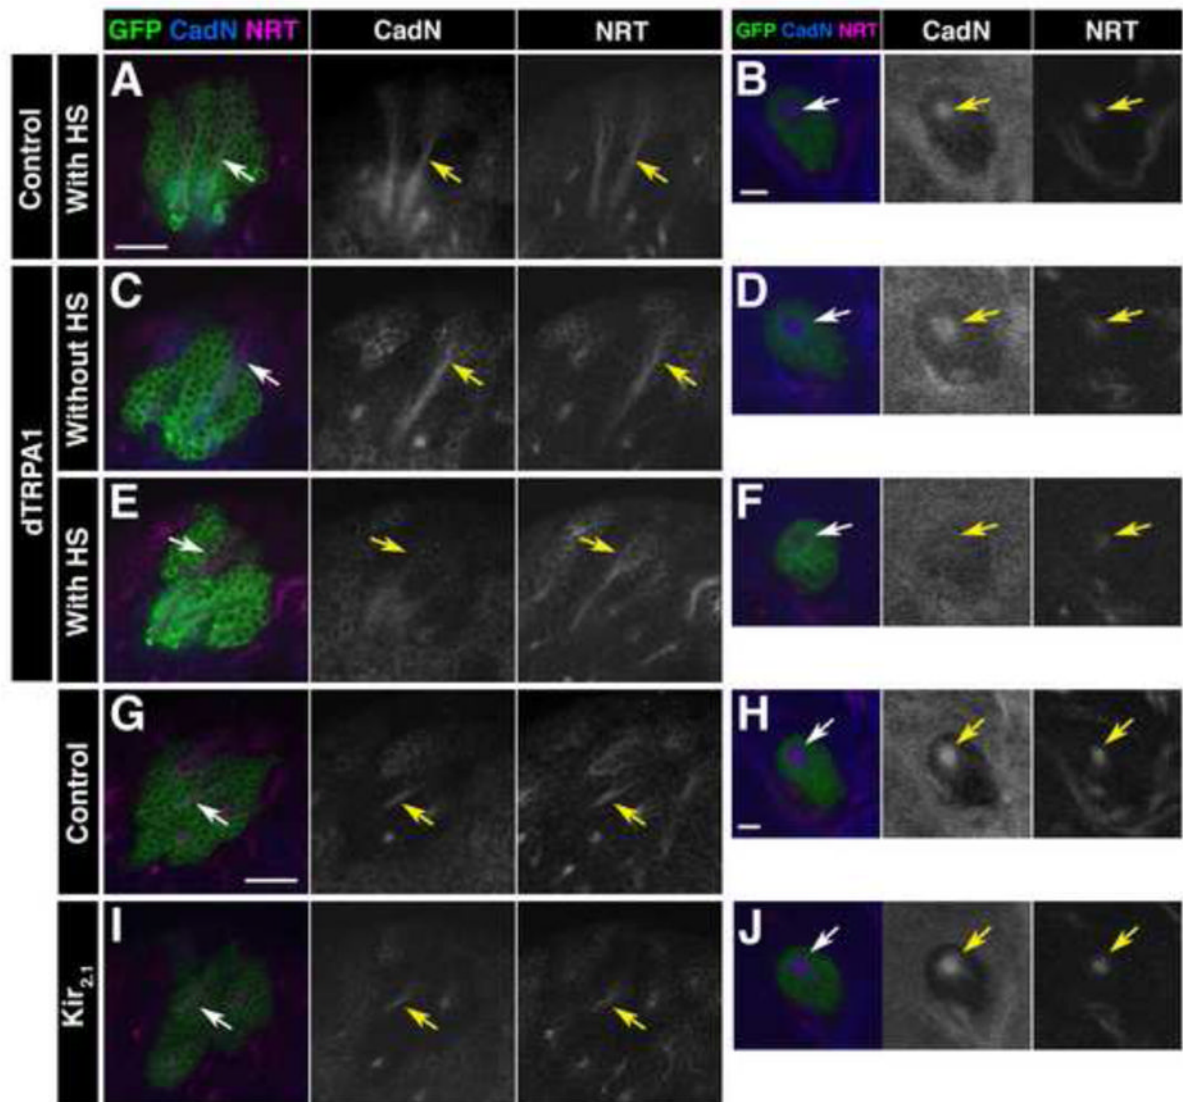 GFP CadN NRT CadN NRT GFP CadN NRT CadN NRT
Control
With HS
A
B
dTRPA1
Without HS
C
D
With HS
E
F
Control
G
H
Kir2.1
I
J